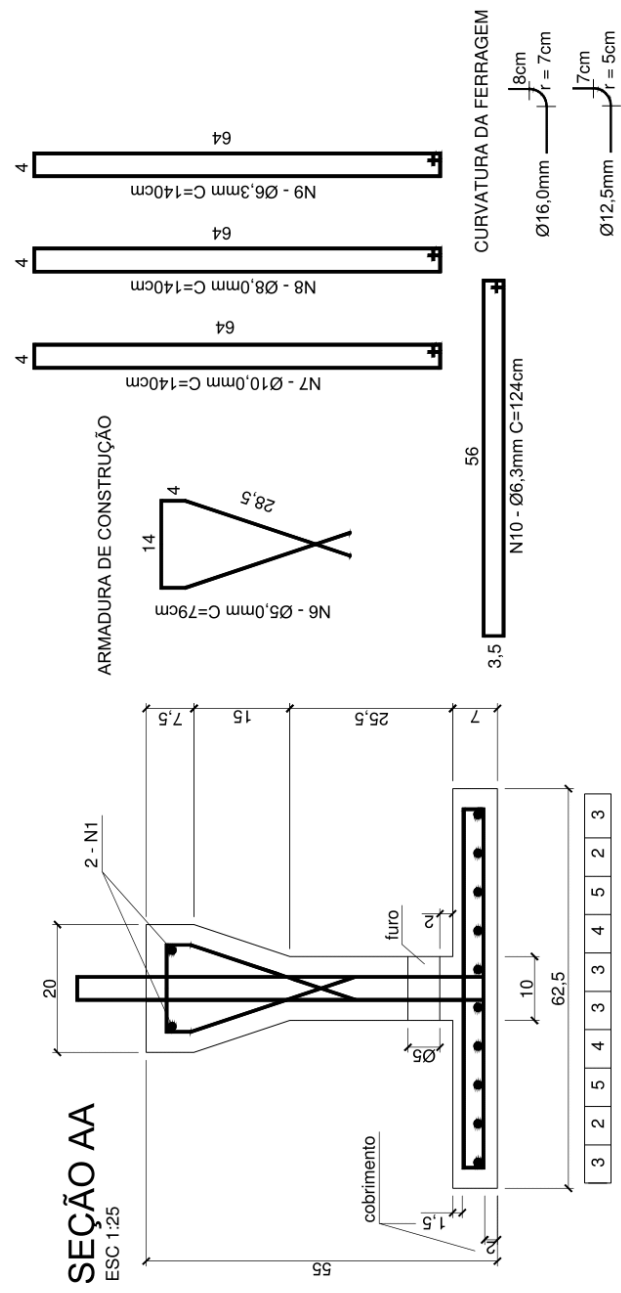 SEÇÃO AA
ESC 1:25
20
2 - N1
7,5
15
25,5
7
55
furo
2
Ø5
10
cobrimento
1,5
2
62,5
3 2 5 4 3 3 4 5 2 3
ARMADURA DE CONSTRUÇÃO
14
4
28,5
N6 - Ø5,0mm C=79cm
4
64
N7 - Ø10,0mm C=140cm
4
64
N8 - Ø8,0mm C=140cm
4
64
N9 - Ø6,3mm C=140cm
56
3,5
N10 - Ø6,3mm C=124cm
CURVATURA DA FERRAGEM
8cm
r = 7cm
Ø16,0mm
7cm
r = 5cm
Ø12,5mm